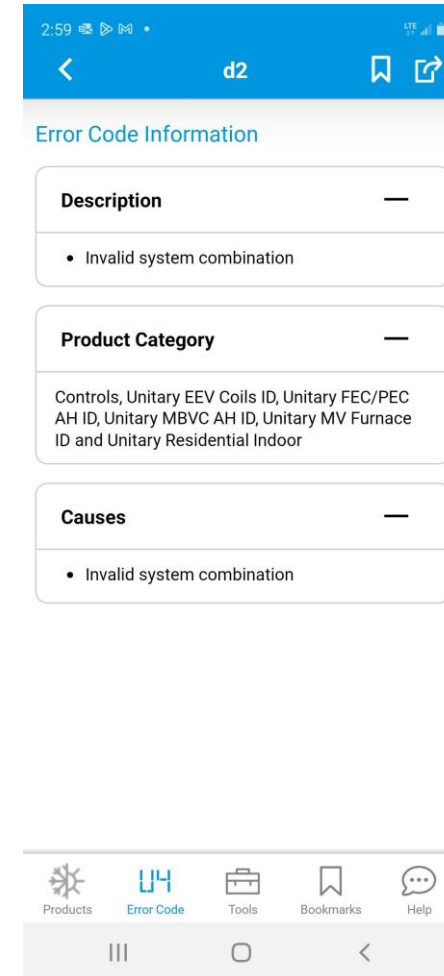 2:59
LTE
d2
Error Code Information
Description
• Invalid system combination
Product Category
Controls, Unitary EEV Coils ID, Unitary FEC/PEC
AH ID, Unitary MBVC AH ID, Unitary MV Furnace
ID and Unitary Residential Indoor
Causes
• Invalid system combination
U4
Products Error Code Tools Bookmarks Help